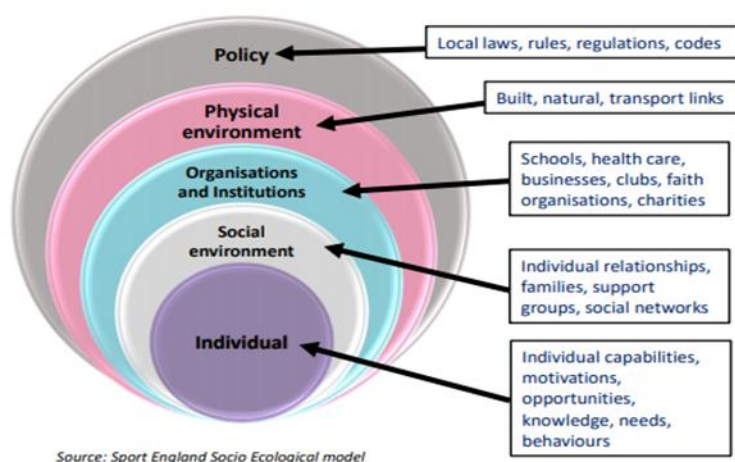 Policy
Local laws, rules, regulations, codes
Physical
environment
Built, natural, transport links
Organisations
and Institutions
Schools, health care,
businesses, clubs, faith
organisations, charities
Social
environment
Individual relationships,
families, support
groups, social networks
Individual
Individual capabilities,
motivations,
opportunities,
knowledge, needs,
behaviours
Source: Sport England Socio Ecological model